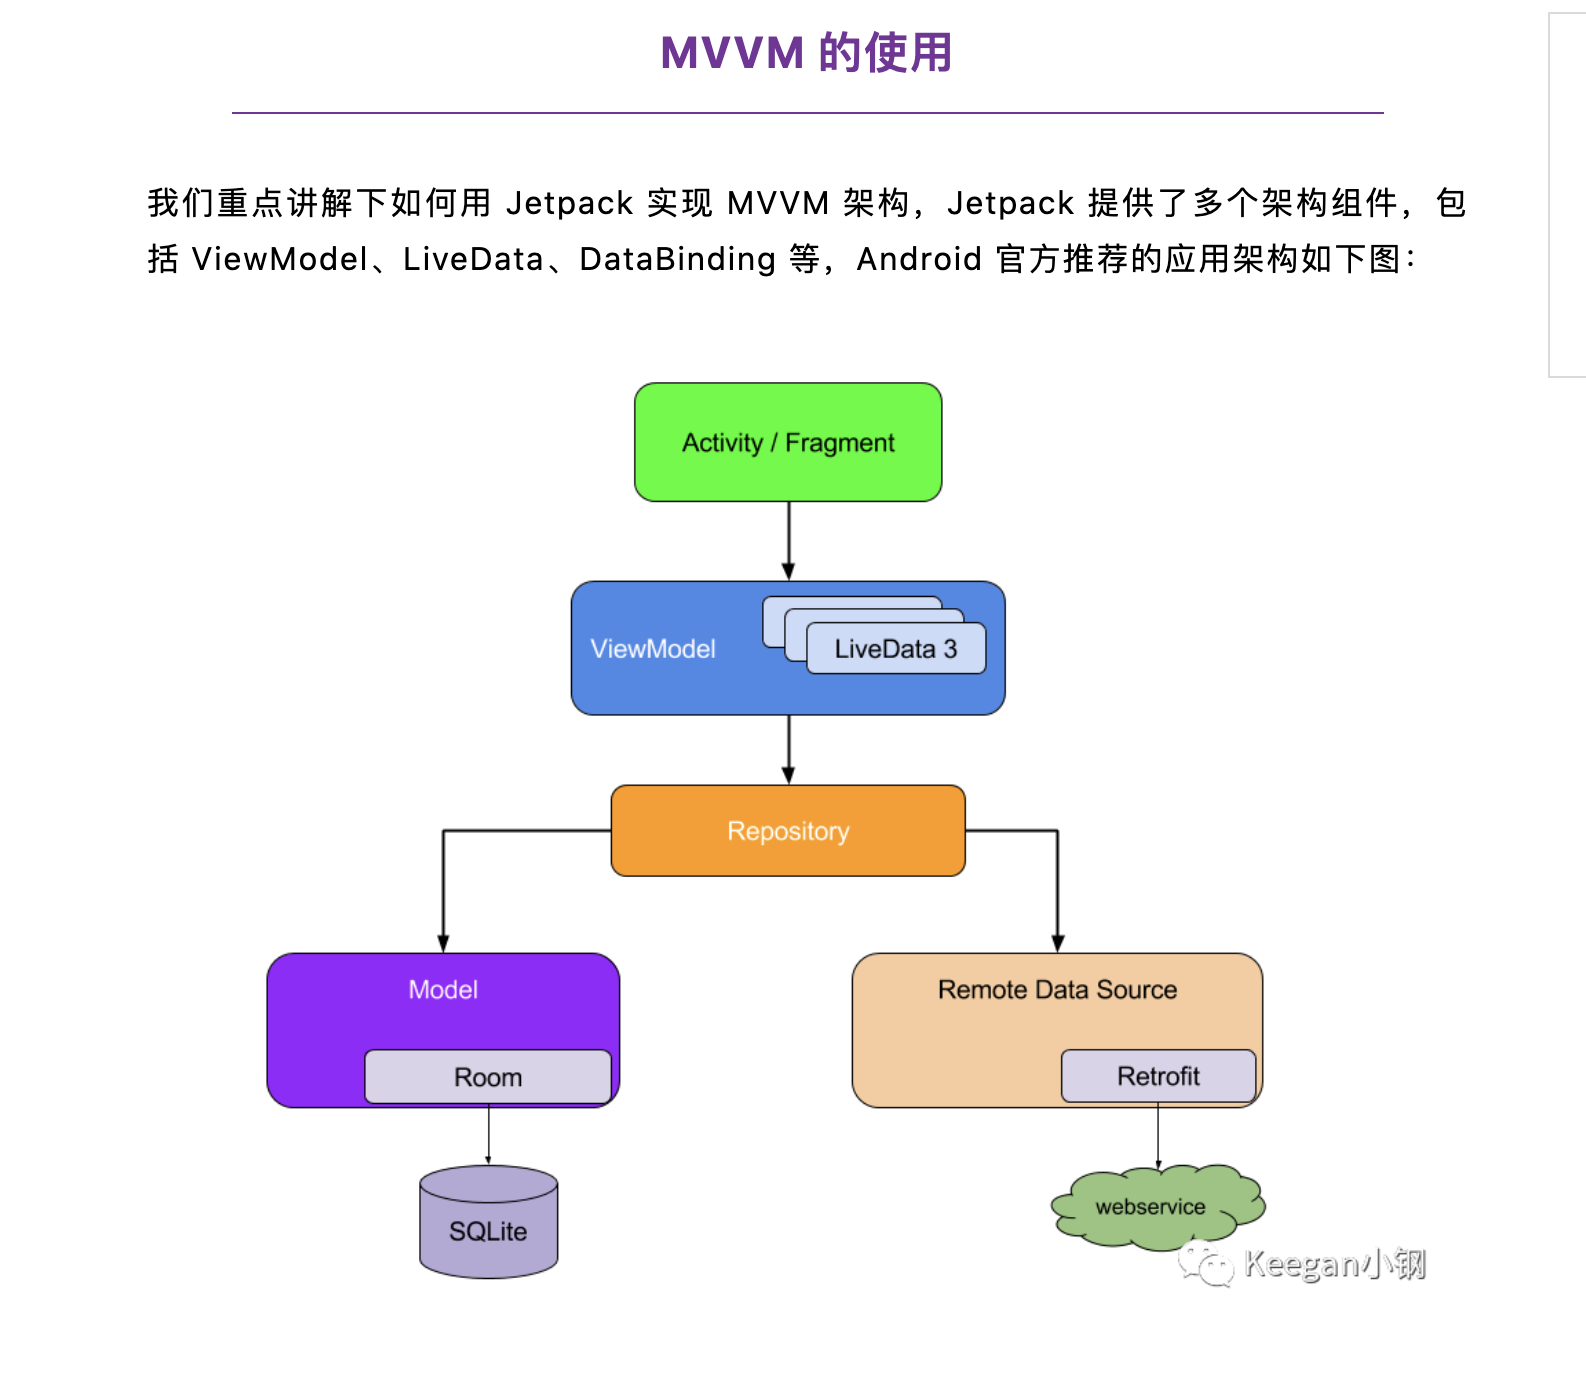 MVVM 的使用
我们重点讲解下如何用 Jetpack 实现 MVVM 架构，Jetpack 提供了多个架构组件，包
括 ViewModel、LiveData、DataBinding 等，Android 官方推荐的应用架构如下图：
Activity / Fragment
ViewModel
LiveData 3
Repository
Model
Remote Data Source
Room
Retrofit
SQLite
webservice
Keegan小钢